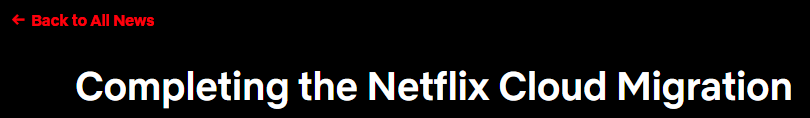 ← Back to All News
Completing the Netflix Cloud Migration